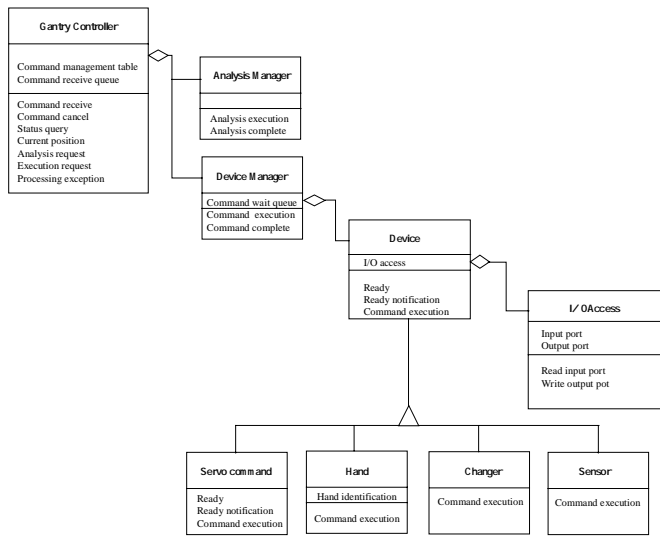 Gantry Controller
Command management table
Command receive queue
Command receive
Command cancel
Status query
Current position
Analysis request
Execution request
Processing exception
Analysis Manager
Analysis execution
Analysis complete
Device Manager
Command wait queue
Command execution
Command complete
Device
I/O access
Ready
Ready notification
Command execution
I/O Access
Input port
Output port
Read input port
Write output pot
Servo command
Ready
Ready notification
Command execution
Hand
Hand identification
Command execution
Changer
Command execution
Sensor
Command execution